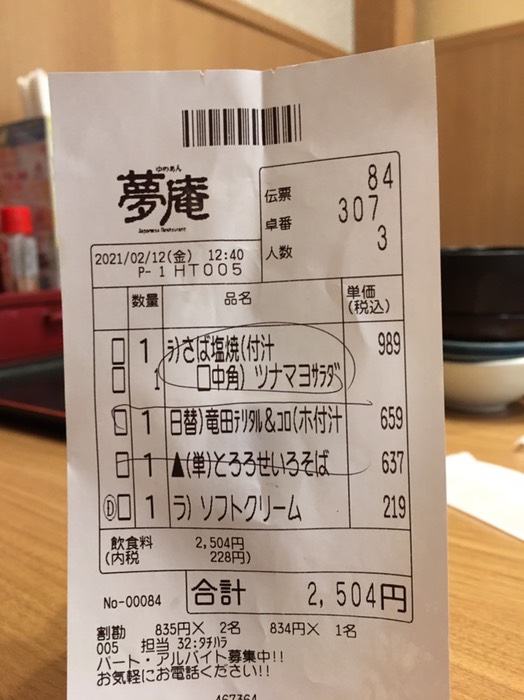 ゆめあん
夢庵
Japanese Restaurant
伝票 84
卓番 307
人数 3
2021/02/12(金) 12:40
P- 1 HT005
数量 品名 単価(税込)
□ 1 ラ)さば塩焼(付汁 989
□ 1 □中角) ツナマヨサラダ
□ 1 日替)竜田テリタル&コロ(ホ付汁 659
□ 1 ▲(単)とろろせいろそば 637
Ⓓ□ 1 ラ) ソフトクリーム 219
飲食料 2,504円
(内税 228円)
No-00084 合計 2,504円
割勘 835円× 2名 834円× 1名
005 担当 32:タチハラ
パート・アルバイト募集中!!
お気軽にお電話ください!!
467364